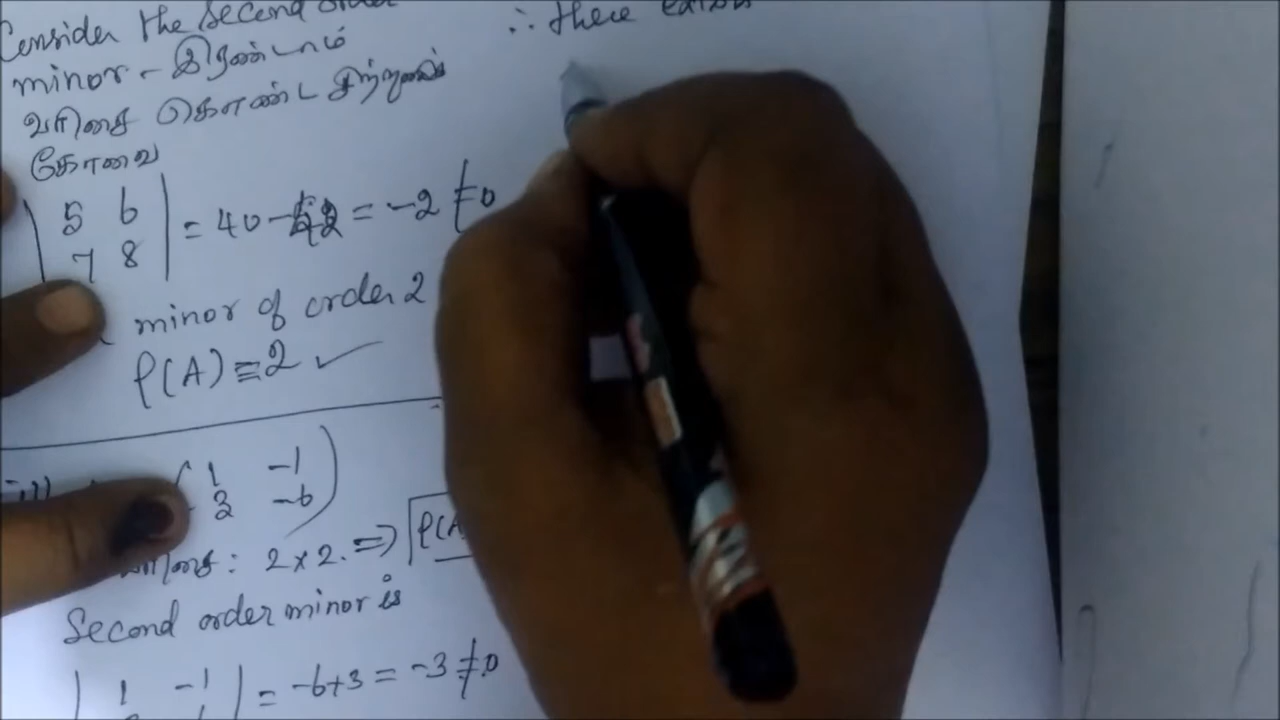 Consider the Second order
minor - இரண்டாம்
வரிசை கொண்ட சிற்றணி
கோவை
| 5 6 |
| 7 8 | = 40 - 42 = -2 ≠ 0
minor of order 2
ρ(A) = 2 ✓
1 -1
3 -6
2 × 2. ⇒ ρ(A
Second order minor is
| 1 -1 | = -6+3 = -3 ≠ 0
∴ there